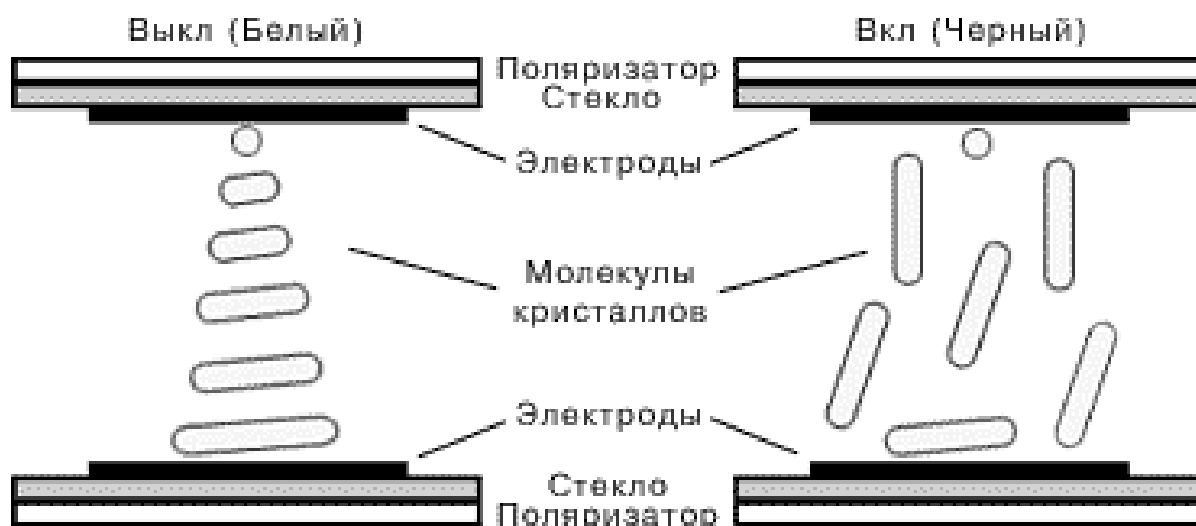 Выкл (Белый)
Вкл (Черный)
Поляризатор
Стекло
Электроды
Молекулы
кристаллов
Электроды
Стекло
Поляризатор